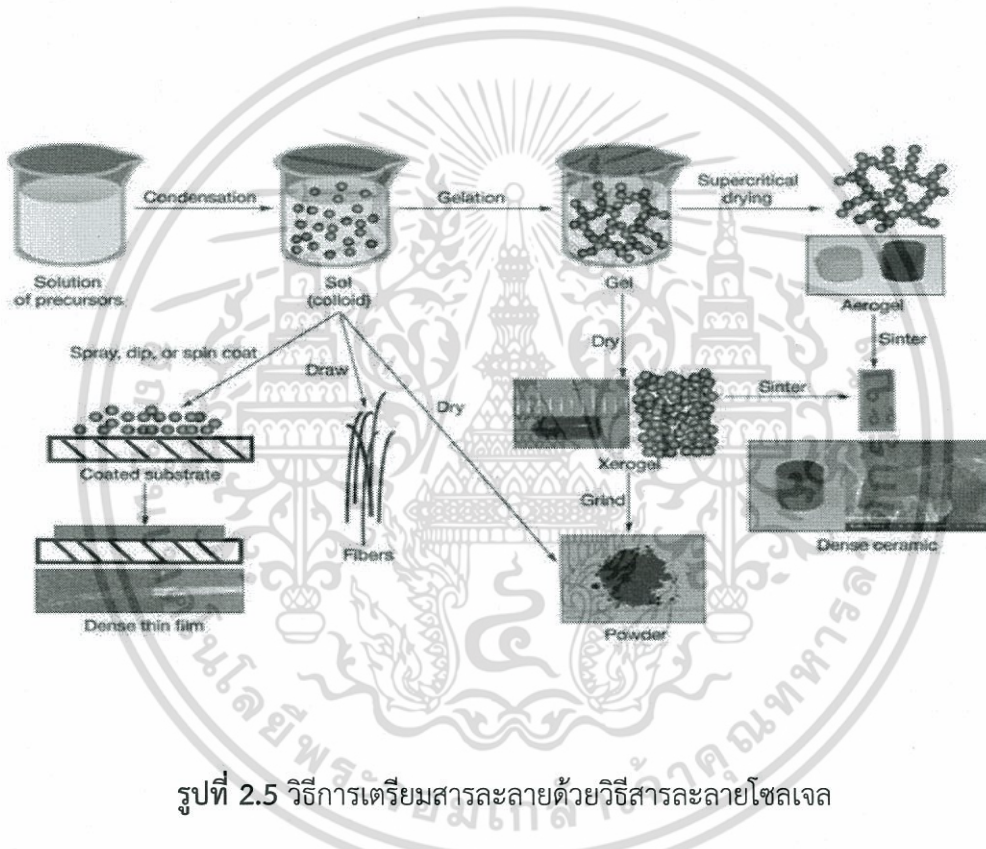 Condensation
Gelation
Supercritical
drying
Solution
of precursors
Sol
(colloid)
Gel
Aerogel
Spray, dip, or spin coat
Draw
Dry
Dry
Sinter
Sinter
Coated substrate
Xerogel
Grind
Fibers
Dense ceramic
Dense thin film
Powder
รูปที่ 2.5 วิธีการเตรียมสารละลายด้วยวิธีสารละลายโซลเจล